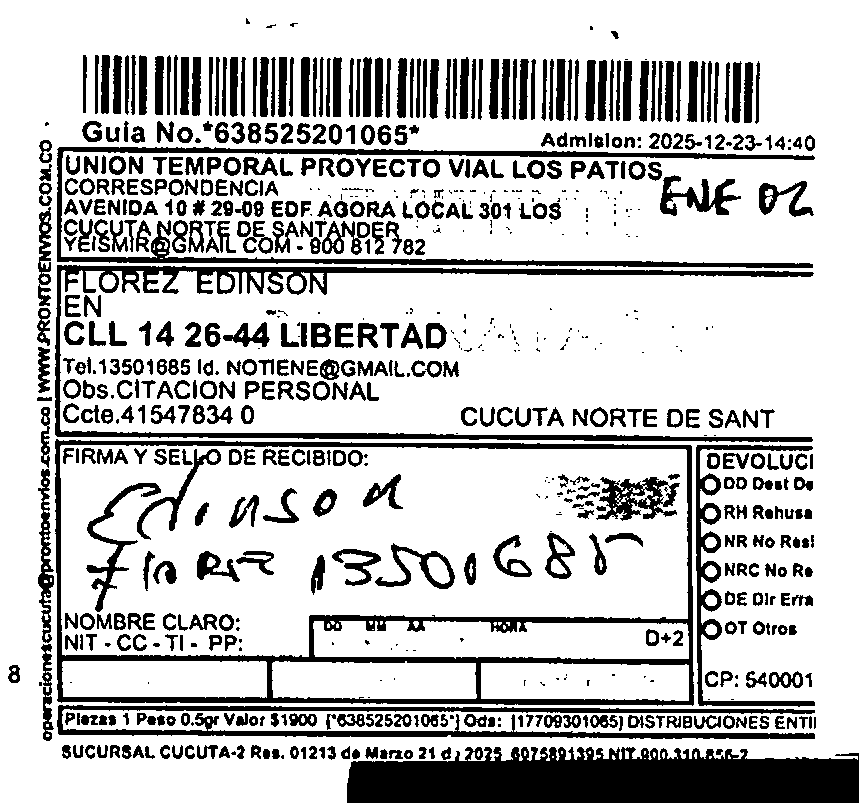 Guia No.*638525201065*
Admision: 2025-12-23-14:40
UNION TEMPORAL PROYECTO VIAL LOS PATIOS
CORRESPONDENCIA
ENE 02
AVENIDA 10 # 29-09 EDF. AGORA LOCAL 301 LOS
CUCUTA NORTE DE SANTANDER
YEISMIR@GMAIL COM - 900 812 782
FLOREZ EDINSON
EN
CLL 14 26-44 LIBERTAD
Tel.13501685 Id. NOTIENE@GMAIL.COM
Obs.CITACION PERSONAL
Ccte.41547834 0
CUCUTA NORTE DE SANT
FIRMA Y SELLO DE RECIBIDO:
Edinson
13501685
NOMBRE CLARO:
NIT - CC - TI - PP:
DD MM AA HORA
D+2
DEVOLUCI
DD Dest De
RH Rehusa
NR No Resi
NRC No Re
DE Dir Erra
OT Otros
CP: 540001
Piezas 1 Peso 0.5gr Valor $1900 (*638525201065*) Ods: (17709301065) DISTRIBUCIONES ENTII
SUCURSAL CUCUTA-2 Res. 01213 de Marzo 21 d 2025 6075891395 NIT.900.310.856-7
operacionescucuta@prontoenvios.com.co | WWW.PRONTOENVIOS.COM.CO
8